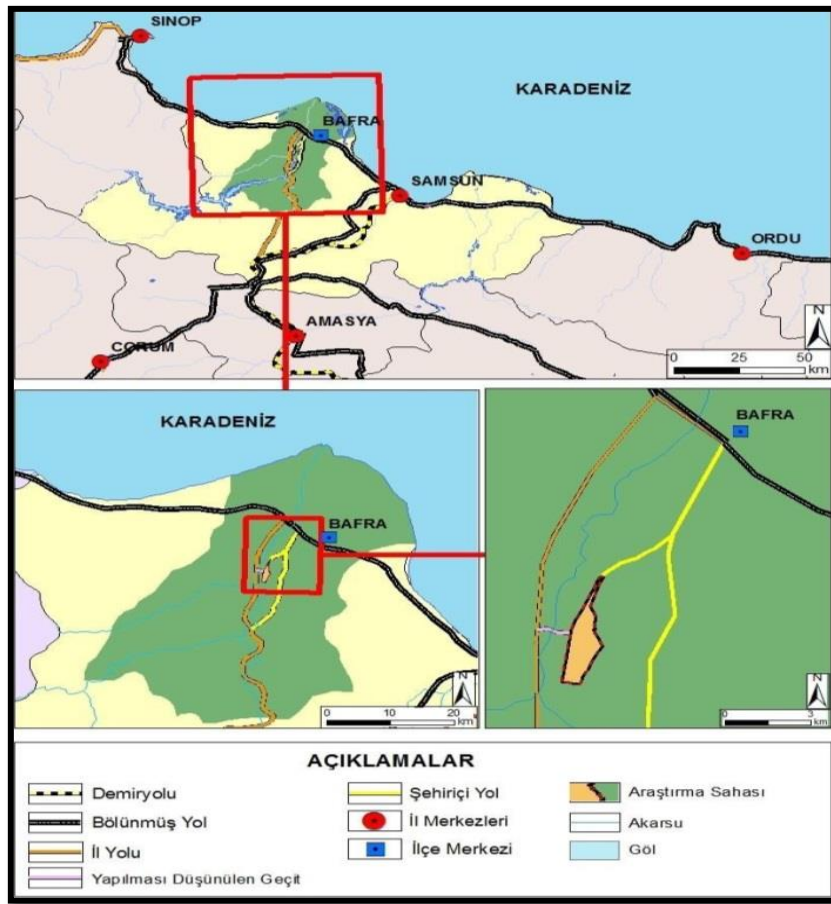 SINOP
KARADENİZ
BAFRA
SAMSUN
ORDU
AMASYA
ÇORUM
N
0 25 50
km
KARADENİZ
BAFRA
N
0 10 20
km
BAFRA
N
0 3
km
AÇIKLAMALAR
Demiryolu
Bölünmüş Yol
İl Yolu
Yapılması Düşünülen Geçit
Şehiriçi Yol
İl Merkezleri
İlçe Merkezi
Araştırma Sahası
Akarsu
Göl